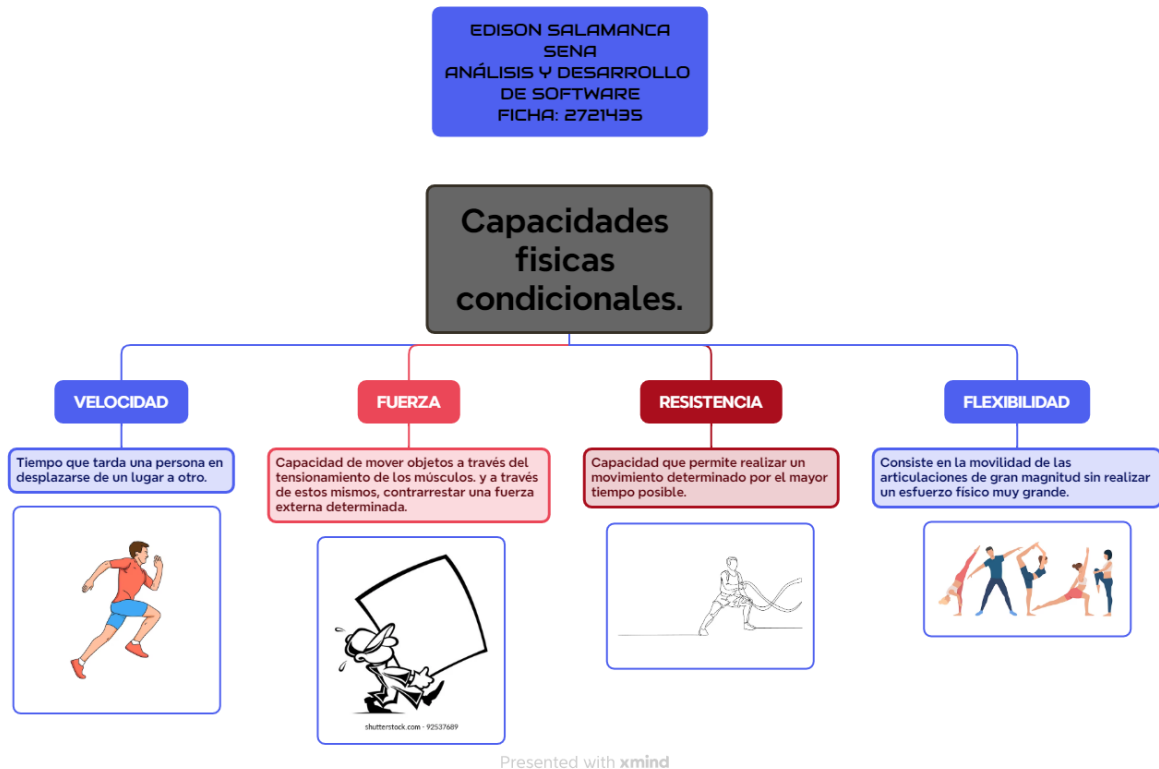 EDISON SALAMANCA
SENA
ANÁLISIS Y DESARROLLO
DE SOFTWARE
FICHA: 2721435
Capacidades
fisicas
condicionales.
VELOCIDAD
Tiempo que tarda una persona en
desplazarse de un lugar a otro.
FUERZA
Capacidad de mover objetos a través del
tensionamiento de los músculos. y a través
de estos mismos, contrarrestar una fuerza
externa determinada.
shutterstock.com · 92537689
RESISTENCIA
Capacidad que permite realizar un
movimiento determinado por el mayor
tiempo posible.
FLEXIBILIDAD
Consiste en la movilidad de las
articulaciones de gran magnitud sin realizar
un esfuerzo físico muy grande.
Presented with xmind